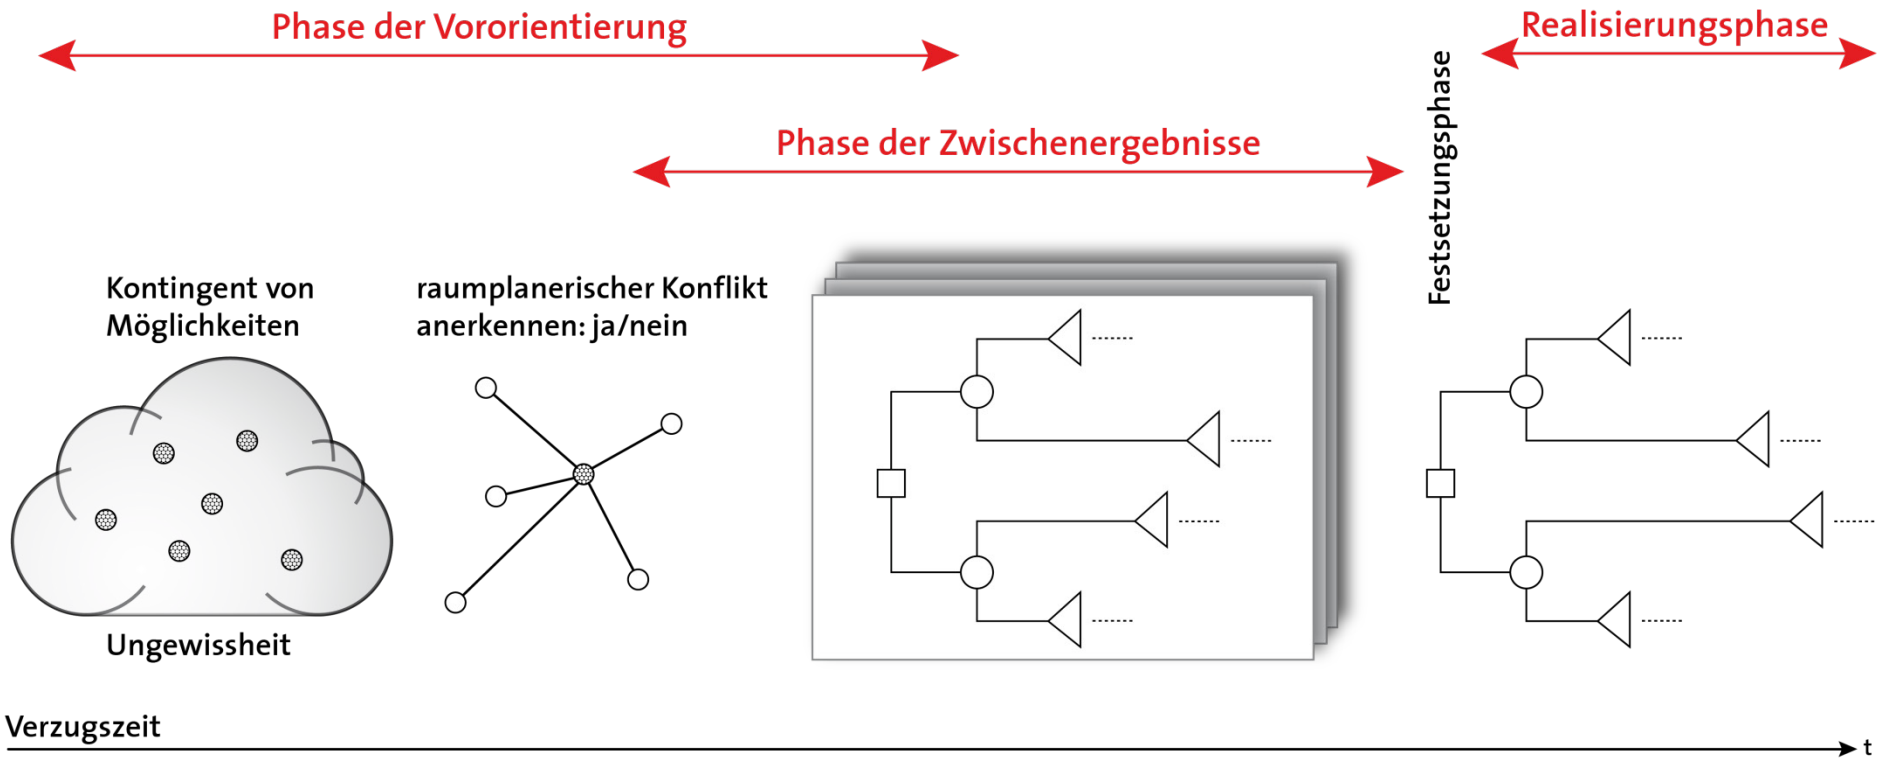 Phase der Vororientierung
Realisierungsphase
Phase der Zwischenergebnisse
Festsetzungsphase
Kontingent von
Möglichkeiten
raumplanerischer Konflikt
anerkennen: ja/nein
Ungewissheit
Verzugszeit
t